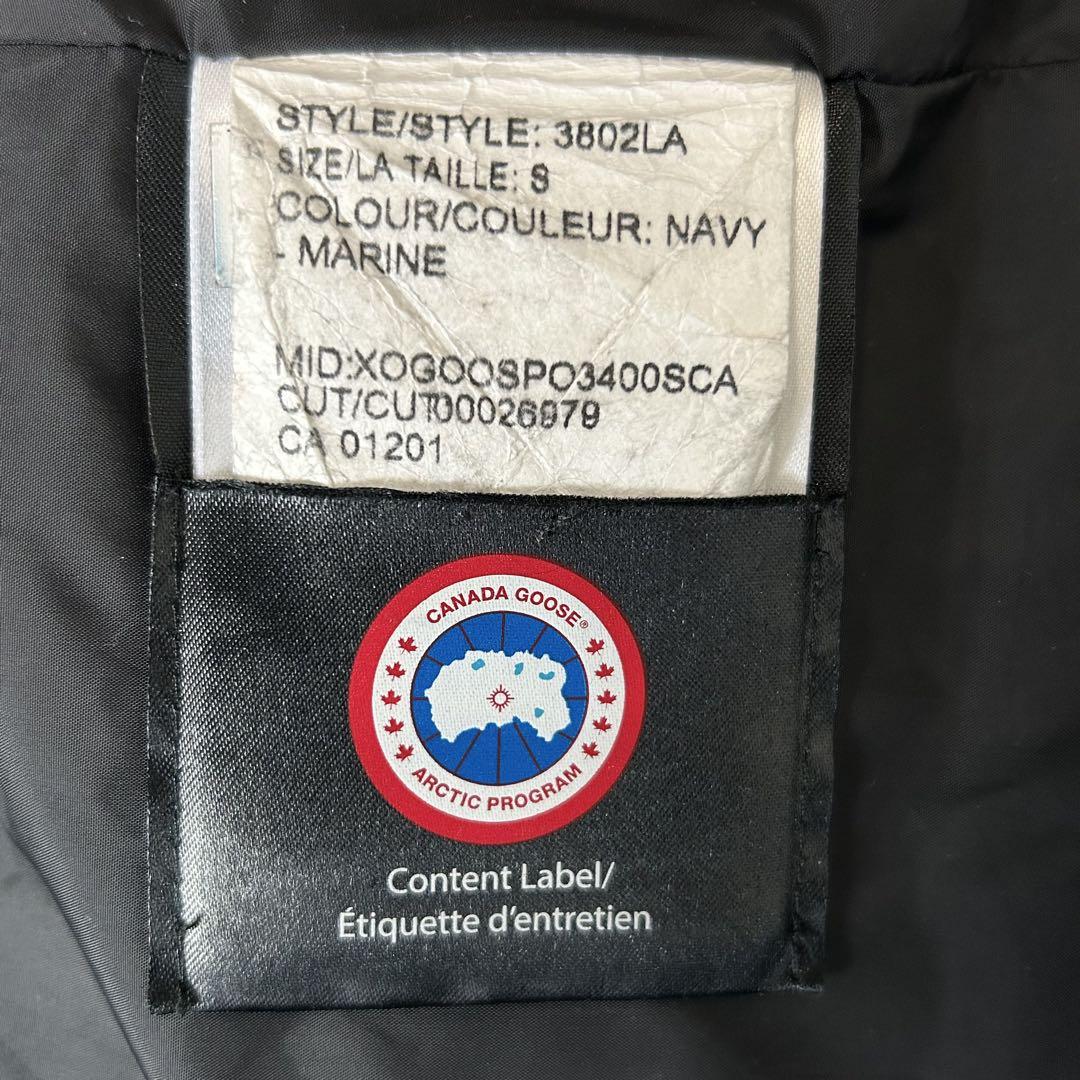 STYLE/STYLE: 3802LA
SIZE/LA TAILLE: S
COLOUR/COULEUR: NAVY
- MARINE
MID:XOGOOSPO3400SCA
CUT/CUT00026979
CA 01201
CANADA GOOSE®
ARCTIC PROGRAM
Content Label/
Étiquette d'entretien